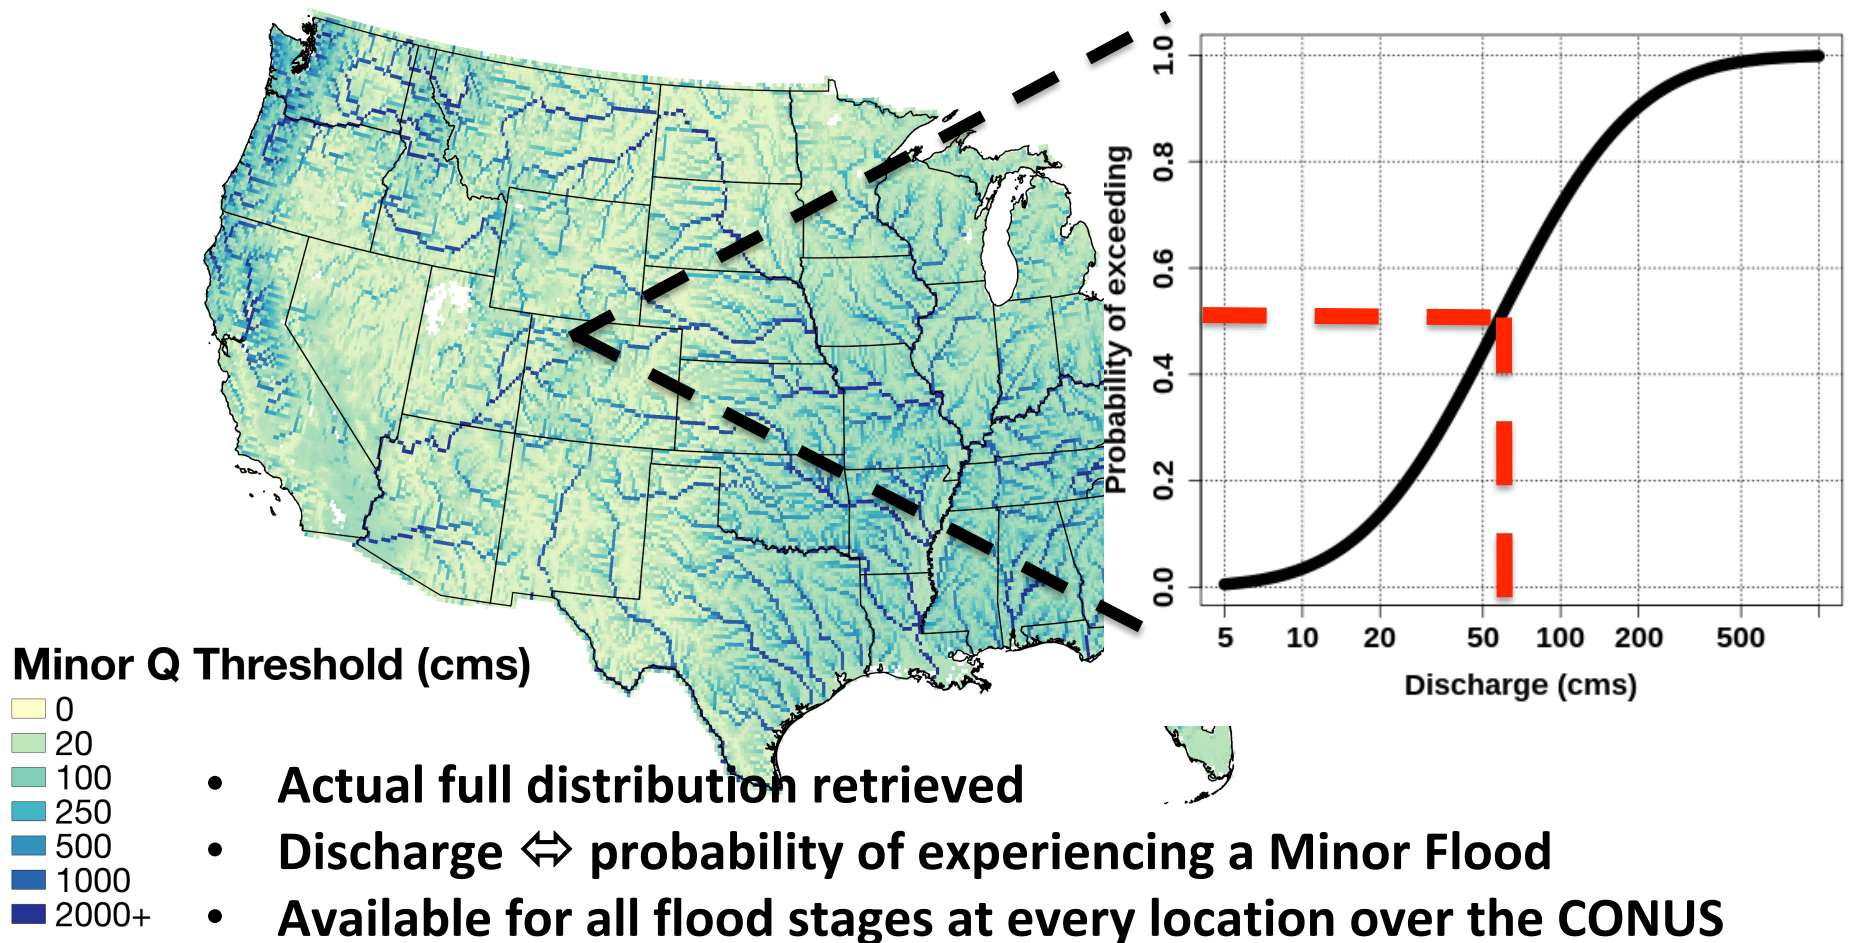 Probability of exceeding
1.0
0.8
0.6
0.4
0.2
0.0
5 10 20 50 100 200 500
Discharge (cms)
Minor Q Threshold (cms)
0
20
100
250
500
1000
2000+
• Actual full distribution retrieved
• Discharge ⇔ probability of experiencing a Minor Flood
• Available for all flood stages at every location over the CONUS